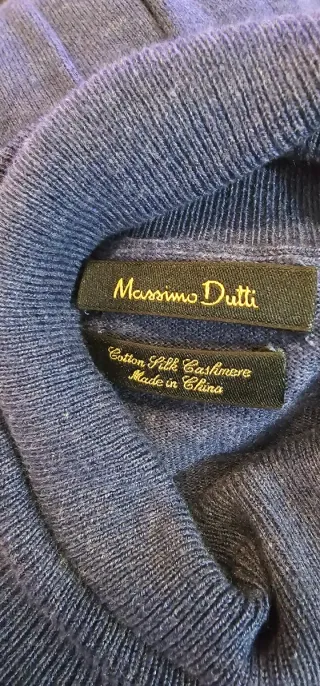 Massimo Dutti
Cotton Silk Cashmere
Made in China